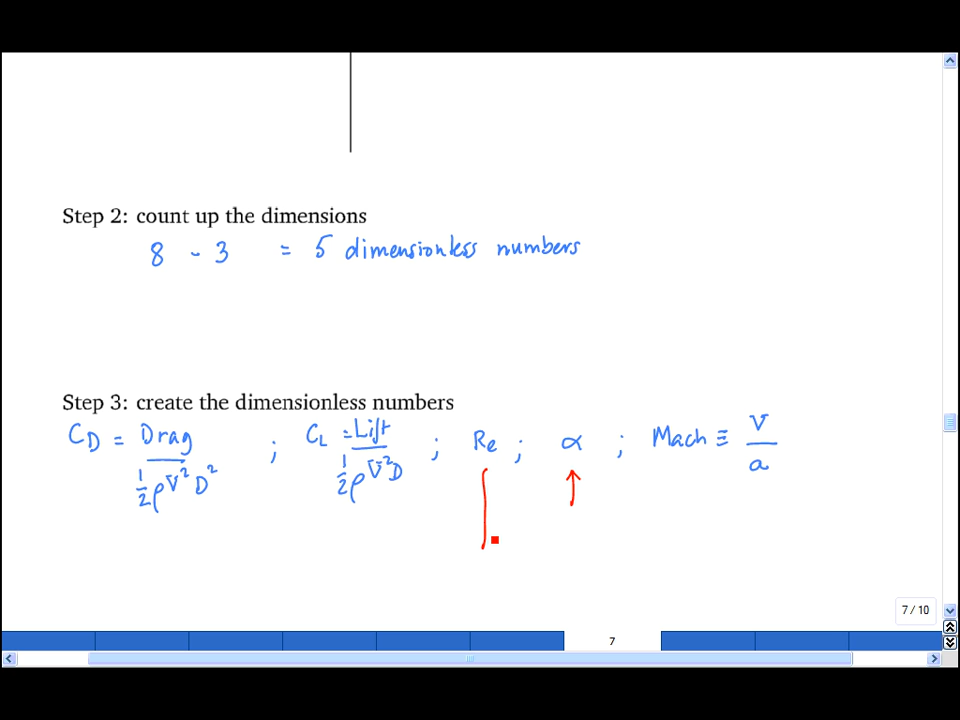 Step 2: count up the dimensions
8 - 3 = 5 dimensionless numbers
Step 3: create the dimensionless numbers
C_D = Drag / ½ρV²D² ; C_L = Lift / ½ρV²D ; Re ; α ; Mach ≡ V / a
7 / 10
7